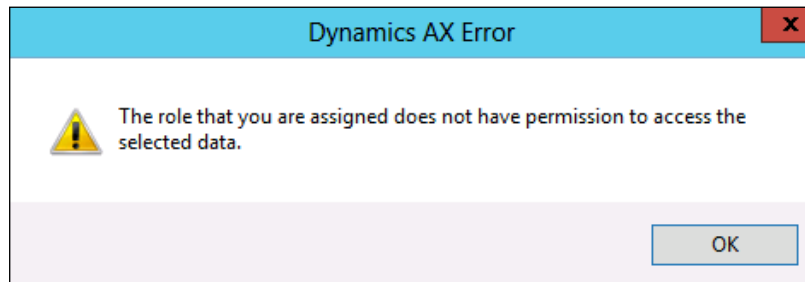 Dynamics AX Error
x
The role that you are assigned does not have permission to access the
selected data.
OK